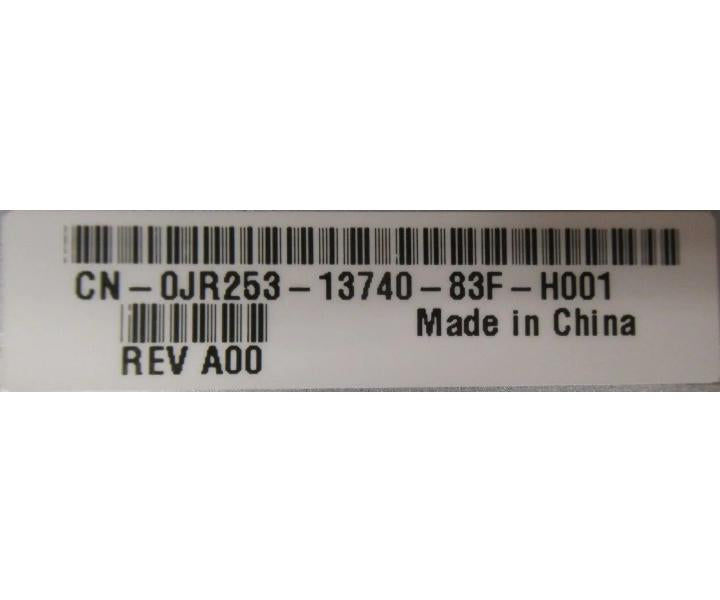 CN-0JR253-13740-83F-H001
Made in China
REV A00